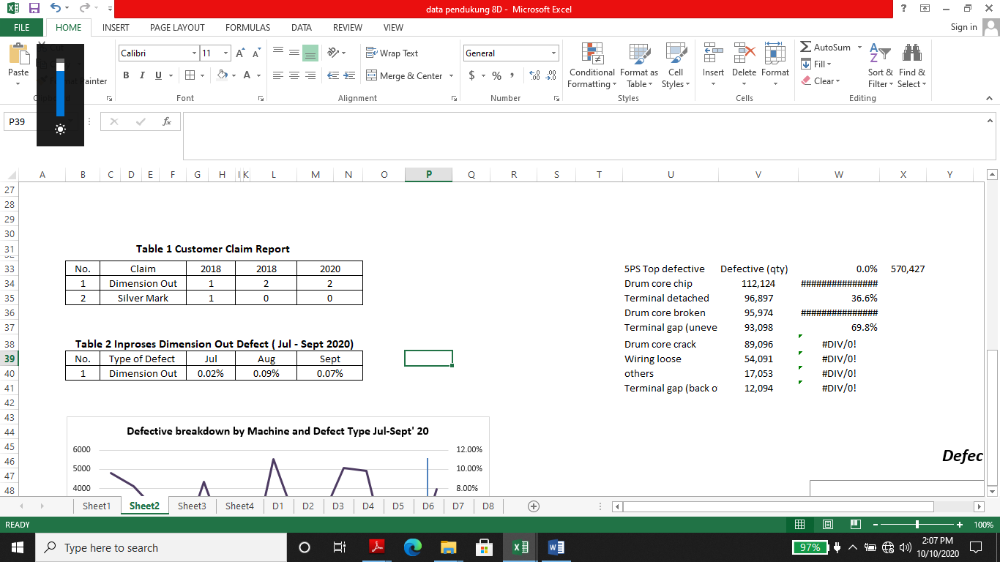 data pendukung 8D - Microsoft Excel
FILE HOME INSERT PAGE LAYOUT FORMULAS DATA REVIEW VIEW Sign in
Calibri 11 Wrap Text General AutoSum
Paste Merge & Center Conditional Formatting Format as Table Cell Styles Insert Delete Format Fill Clear Sort & Filter Find & Select
Font Alignment Number Styles Cells Editing
P39
A B C D E F G H I K L M N O P Q R S T U V W X Y
27
28
29
30
31 Table 1 Customer Claim Report
33 No. Claim 2018 2018 2020 5PS Top defective Defective (qty) 0.0% 570,427
34 1 Dimension Out 1 2 2 Drum core chip 112,124 ###############
35 2 Silver Mark 1 0 0 Terminal detached 96,897 36.6%
36 Drum core broken 95,974 ###############
37 Terminal gap (uneve 93,098 69.8%
38 Table 2 Inproses Dimension Out Defect ( Jul - Sept 2020) Drum core crack 89,096 #DIV/0!
39 No. Type of Defect Jul Aug Sept Wiring loose 54,091 #DIV/0!
40 1 Dimension Out 0.02% 0.09% 0.07% others 17,053 #DIV/0!
41 Terminal gap (back o 12,094 #DIV/0!
42
43
44 Defective breakdown by Machine and Defect Type Jul-Sept' 20
45 6000 12.00%
46 Defec
47 5000 10.00%
48 4000 8.00%
Sheet1 Sheet2 Sheet3 Sheet4 D1 D2 D3 D4 D5 D6 D7 D8
READY 100%
Type here to search 97% 2:07 PM
10/10/2020